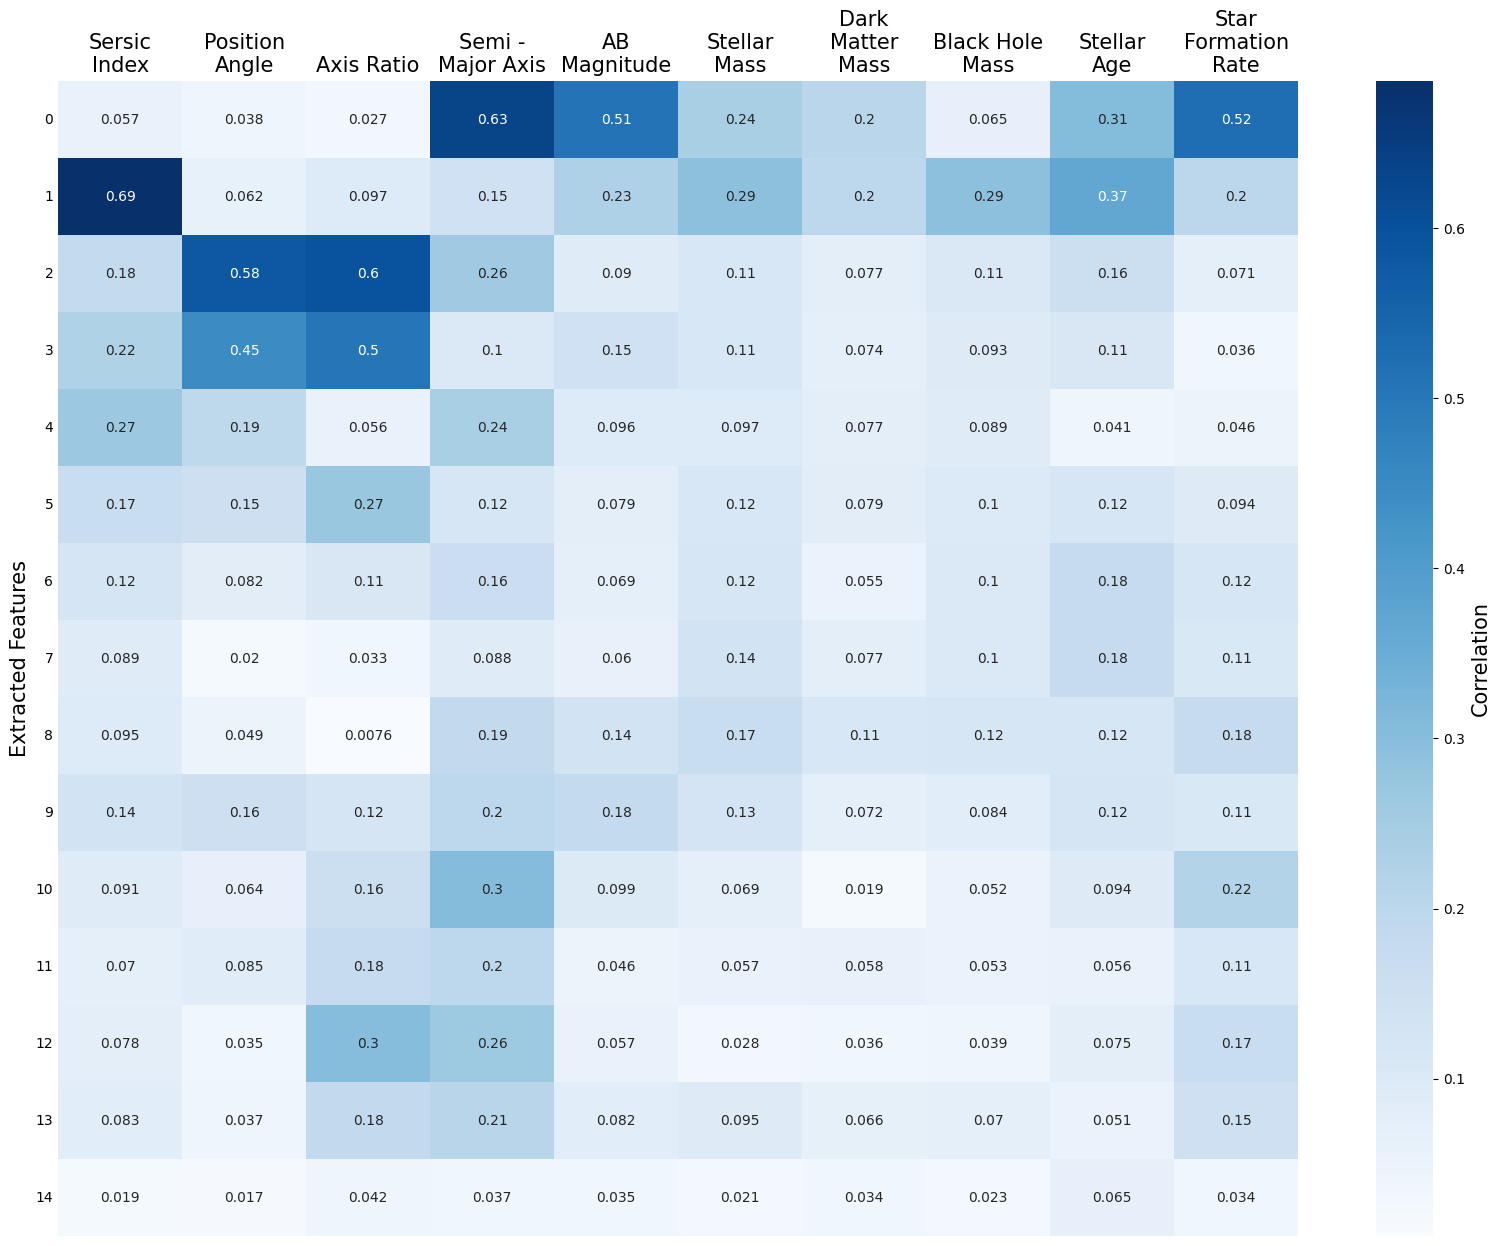 Dark
Star
Sersic
Position
Semi -
AB
Stellar
Matter
Black Hole
Stellar
Formation
Index
Angle
Axis Ratio
Major Axis
Magnitude
Mass
Mass
Mass
Age
Rate
0 0.057 0.038 0.027 0.63 0.51 0.24 0.2 0.065 0.31 0.52
1 0.69 0.062 0.097 0.15 0.23 0.29 0.2 0.29 0.37 0.2
2 0.18 0.58 0.6 0.26 0.09 0.11 0.077 0.11 0.16 0.071
3 0.22 0.45 0.5 0.1 0.15 0.11 0.074 0.093 0.11 0.036
4 0.27 0.19 0.056 0.24 0.096 0.097 0.077 0.089 0.041 0.046
5 0.17 0.15 0.27 0.12 0.079 0.12 0.079 0.1 0.12 0.094
6 0.12 0.082 0.11 0.16 0.069 0.12 0.055 0.1 0.18 0.12
7 0.089 0.02 0.033 0.088 0.06 0.14 0.077 0.1 0.18 0.11
8 0.095 0.049 0.0076 0.19 0.14 0.17 0.11 0.12 0.12 0.18
9 0.14 0.16 0.12 0.2 0.18 0.13 0.072 0.084 0.12 0.11
10 0.091 0.064 0.16 0.3 0.099 0.069 0.019 0.052 0.094 0.22
11 0.07 0.085 0.18 0.2 0.046 0.057 0.058 0.053 0.056 0.11
12 0.078 0.035 0.3 0.26 0.057 0.028 0.036 0.039 0.075 0.17
13 0.083 0.037 0.18 0.21 0.082 0.095 0.066 0.07 0.051 0.15
14 0.019 0.017 0.042 0.037 0.035 0.021 0.034 0.023 0.065 0.034
Extracted Features
0.6
0.5
0.4
0.3
0.2
0.1
Correlation